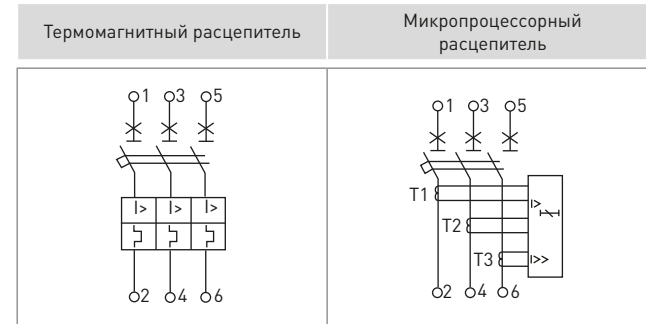 Термомагнитный расцепитель
Микропроцессорный
расцепитель
1 3 5
I> I> I>
2 4 6
1 3 5
T1
I>
T2
T3
I>>
2 4 6